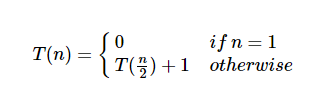 T(n) = { 0 if n = 1
T(n/2) + 1 otherwise